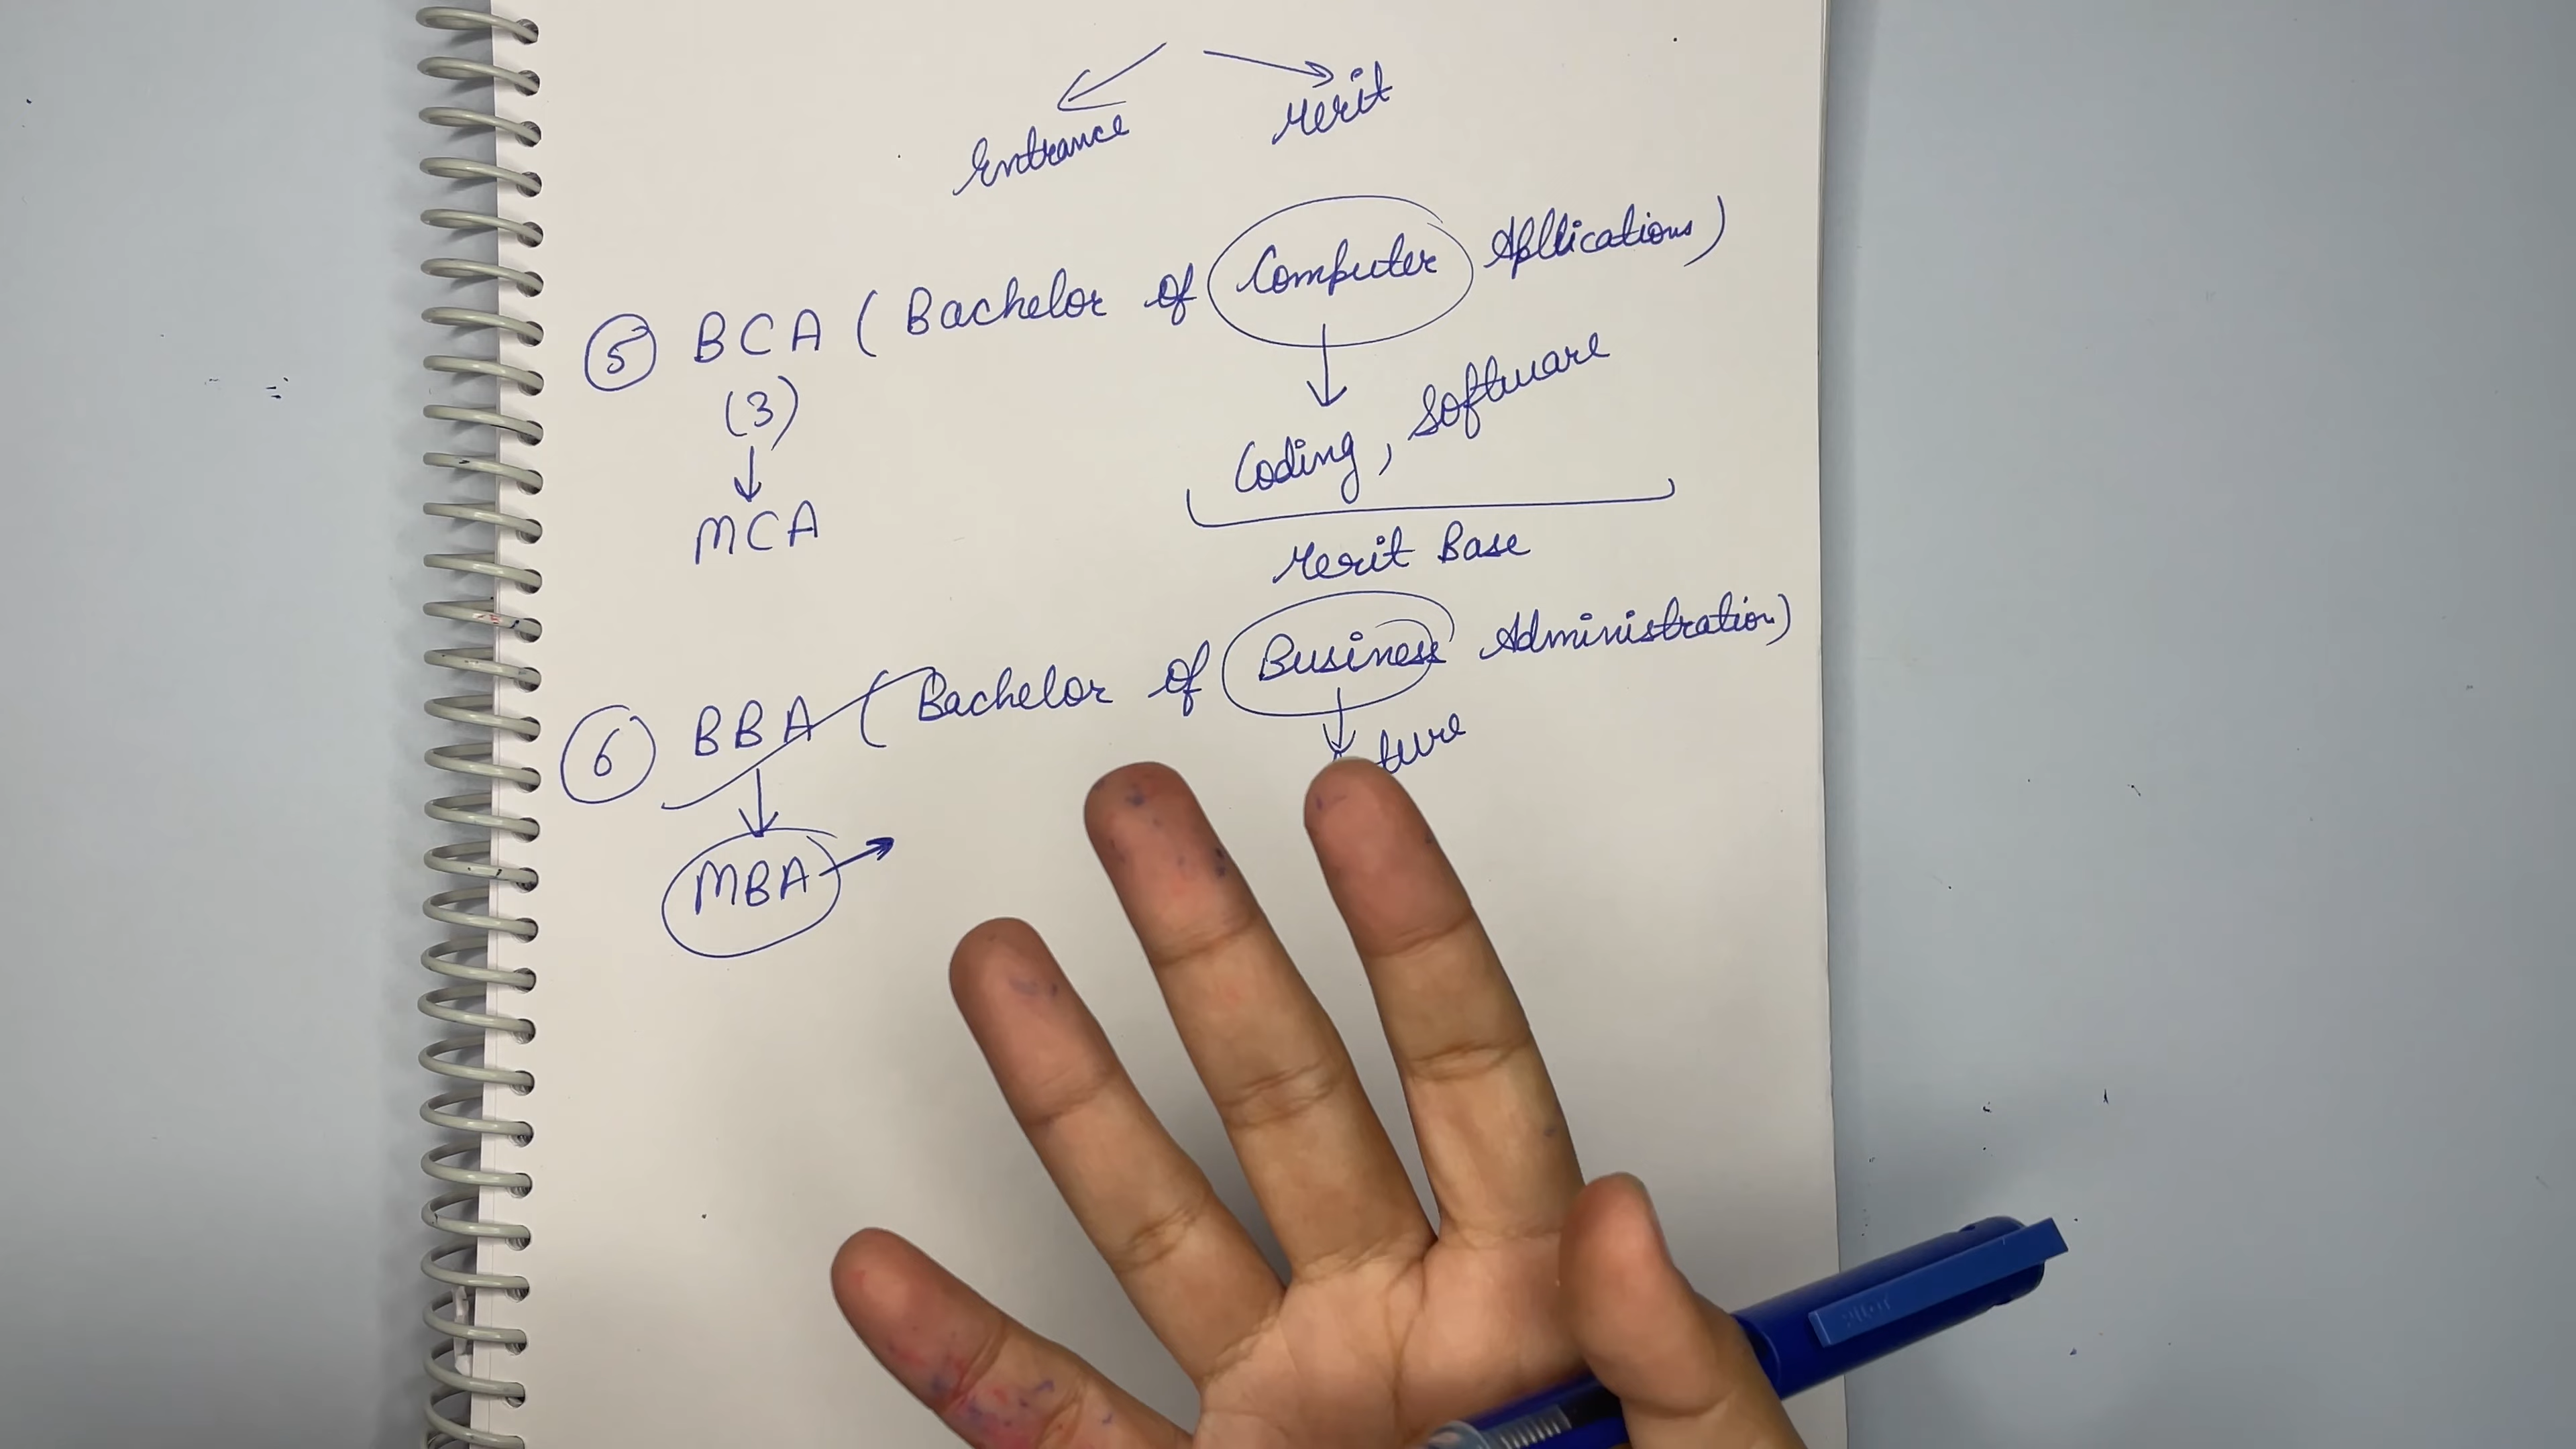 Entrance Merit
5 BCA (Bachelor of Computer Applications)
(3)
Coding, Software
MCA
Merit Base
6 BBA (Bachelor of Business Administration)
MBA